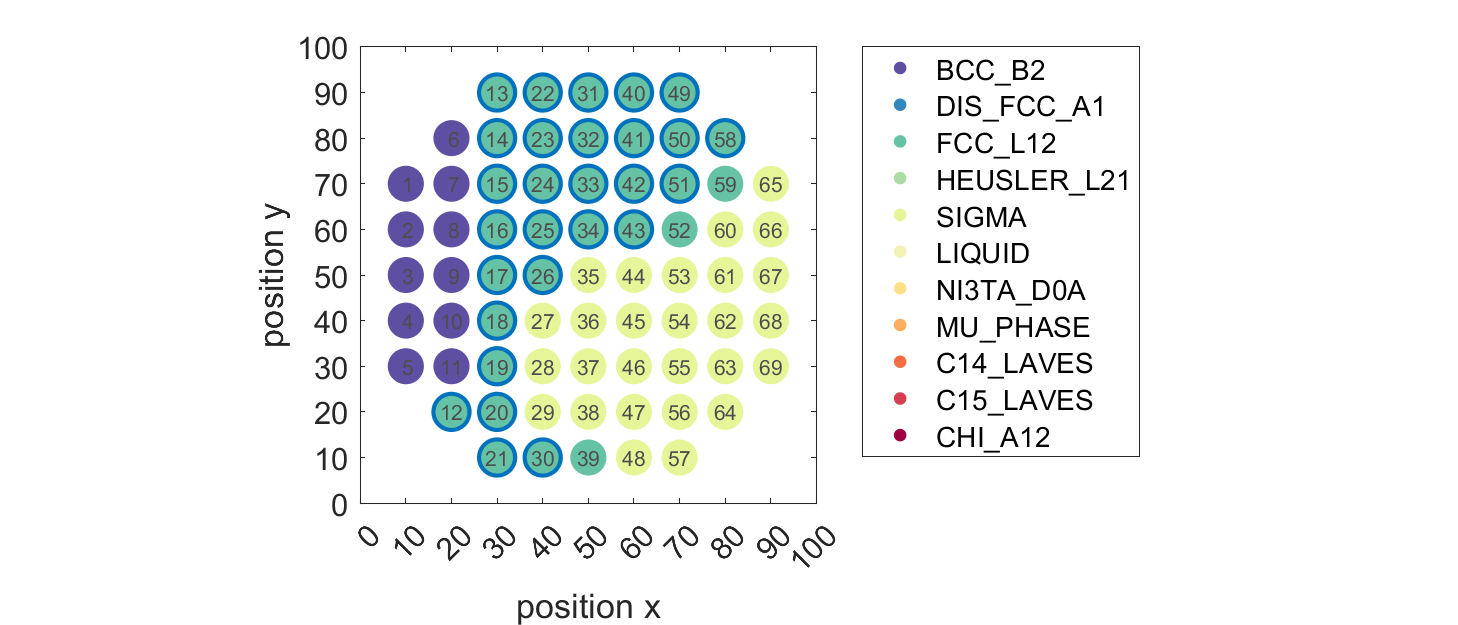 100
90
80
70
60
50
40
30
20
10
0
position y
13 22 31 40 49
6 14 23 32 41 50 58
1 7 15 24 33 42 51 59 65
2 8 16 25 34 43 52 60 66
3 9 17 26 35 44 53 61 67
4 10 18 27 36 45 54 62 68
5 11 19 28 37 46 55 63 69
12 20 29 38 47 56 64
21 30 39 48 57
0 10 20 30 40 50 60 70 80 90 100
position x
BCC_B2
DIS_FCC_A1
FCC_L12
HEUSLER_L21
SIGMA
LIQUID
NI3TA_D0A
MU_PHASE
C14_LAVES
C15_LAVES
CHI_A12